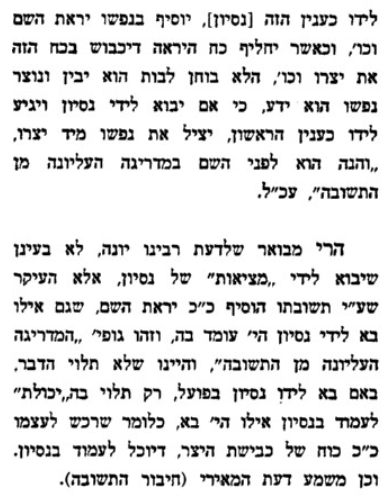 לידו כענין הזה [נסיון], יוסיף בנפשו יראת השם
וכו', וכאשר יחליף כח היראה דיכבוש בכח הזה
את יצרו וכו', הלא בוחן לבות הוא יבין ונוצר
נפשו הוא ידע, כי אם יבוא לידי נסיון ויגיע
לידו כענין הראשון, יציל את נפשו מיד יצרו,
„והנה הוא לפני השם במדריגה העליונה מן
התשובה", עכ"ל.
הרי מבואר שלדעת רבינו יונה, לא בעינן
שיבוא לידי „מציאות" של נסיון, אלא העיקר
שע"י תשובתו הוסיף כ"כ יראת השם, שגם אילו
בא לידי נסיון הי' עומד בה, וזהו גופי' „המדריגה
העליונה מן התשובה", והיינו שלא תלוי הדבר,
באם בא לידו נסיון בפועל, רק תלוי בה„יכולת"
לעמוד בנסיון אילו הי' בא, כלומר שרכש לעצמו
כ"כ כוח של כבישת היצר, דיוכל לעמוד בנסיון.
וכן משמע דעת המאירי (חיבור התשובה).